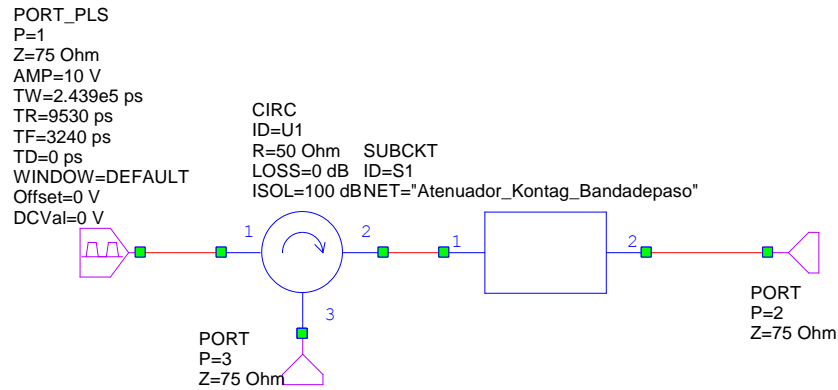 PORT_PLS
P=1
Z=75 Ohm
AMP=10 V
TW=2.439e5 ps
TR=9530 ps
TF=3240 ps
TD=0 ps
WINDOW=DEFAULT
Offset=0 V
DCVal=0 V
CIRC
ID=U1
R=50 Ohm
LOSS=0 dB
ISOL=100 dB
SUBCKT
ID=S1
NET="Atenuador_Kontag_Bandadepaso"
1
2
3
1
2
PORT
P=3
Z=75 Ohm
PORT
P=2
Z=75 Ohm